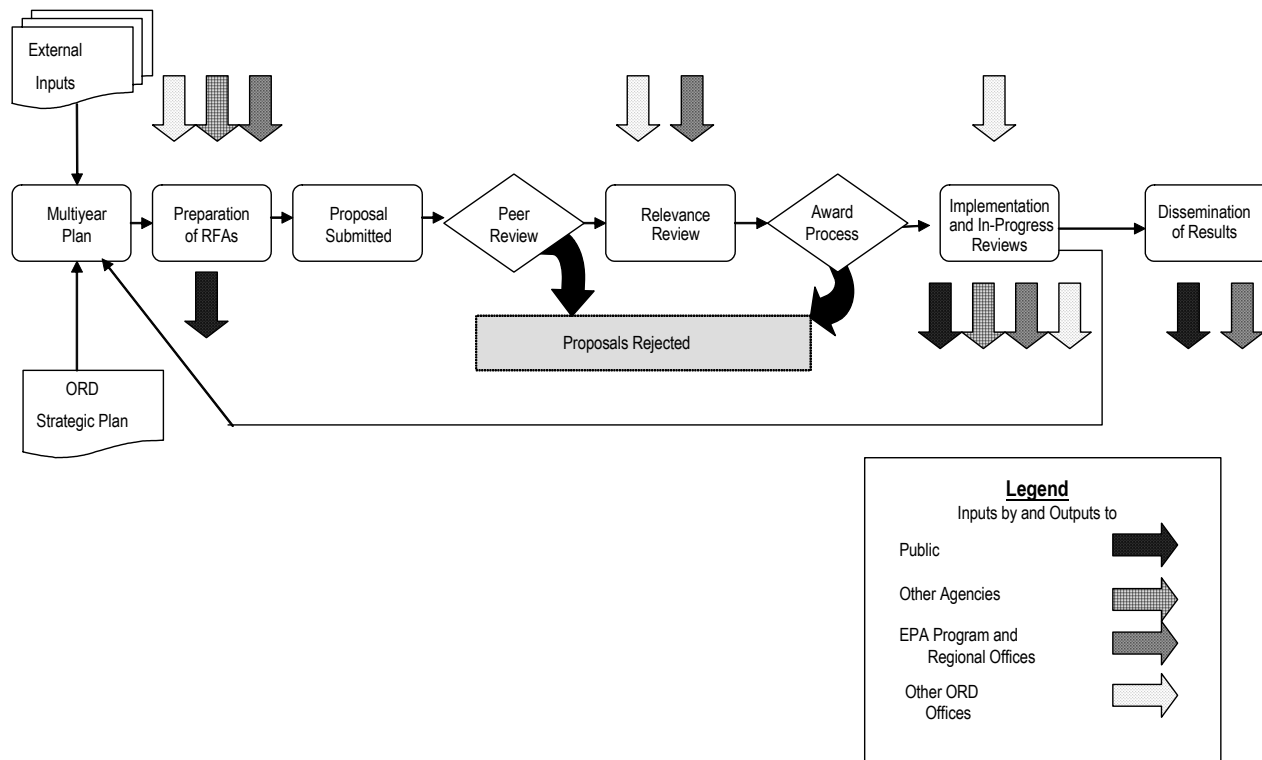 External
Inputs
Multiyear
Plan
Preparation
of RFAs
Proposal
Submitted
Peer
Review
Relevance
Review
Award
Process
Implementation
and In-Progress
Reviews
Dissemination
of Results
Proposals Rejected
ORD
Strategic Plan
Legend
Inputs by and Outputs to
Public
Other Agencies
EPA Program and
Regional Offices
Other ORD
Offices